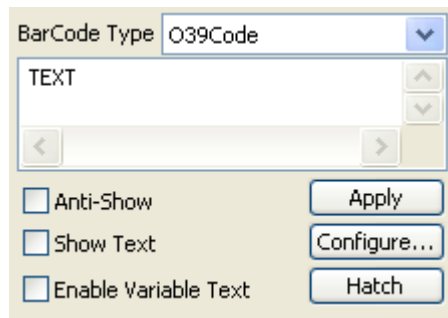 BarCode Type O39Code
TEXT
Anti-Show Apply
Show Text Configure...
Enable Variable Text Hatch